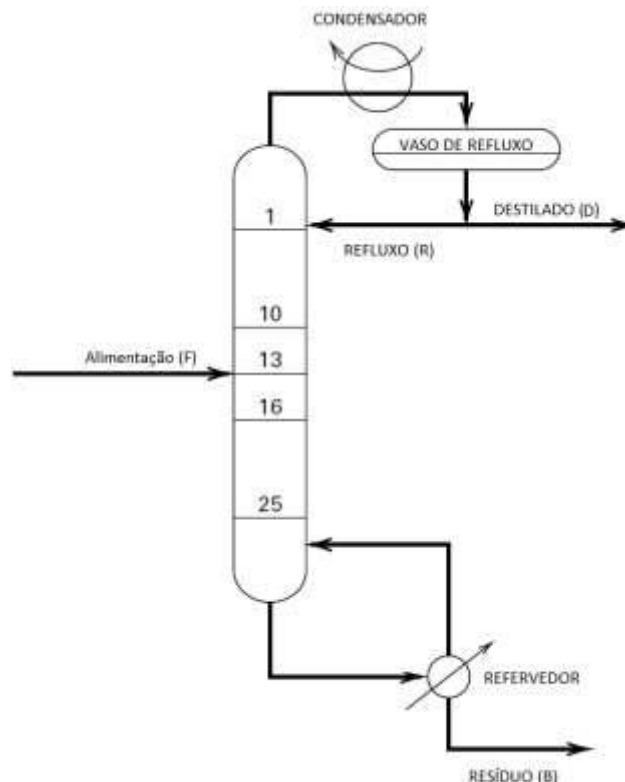 CONDENSADOR
VASO DE REFLUXO
DESTILADO (D)
1
REFLUXO (R)
10
Alimentação (F)
13
16
25
REFERVEDOR
RESÍDUO (B)